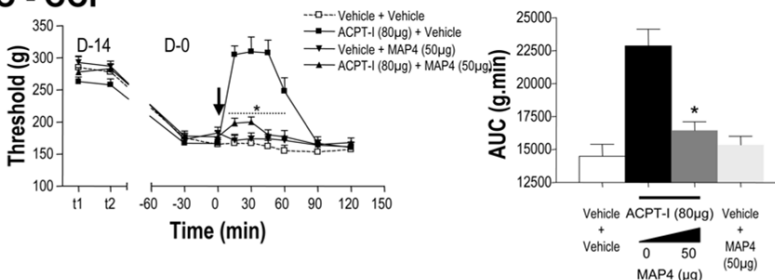 Vehicle + Vehicle
ACPT-I (80µg) + Vehicle
Vehicle + MAP4 (50µg)
ACPT-I (80µg) + MAP4 (50µg)
D-14
D-0
*
Threshold (g)
350
300
250
200
150
100
t1 t2 -60 -30 0 30 60 90 120 150
Time (min)
AUC (g.min)
25000
22500
20000
17500
15000
12500
*
Vehicle
+
Vehicle
ACPT-I (80µg)
0 50
MAP4 (µg)
Vehicle
+
MAP4
(50µg)